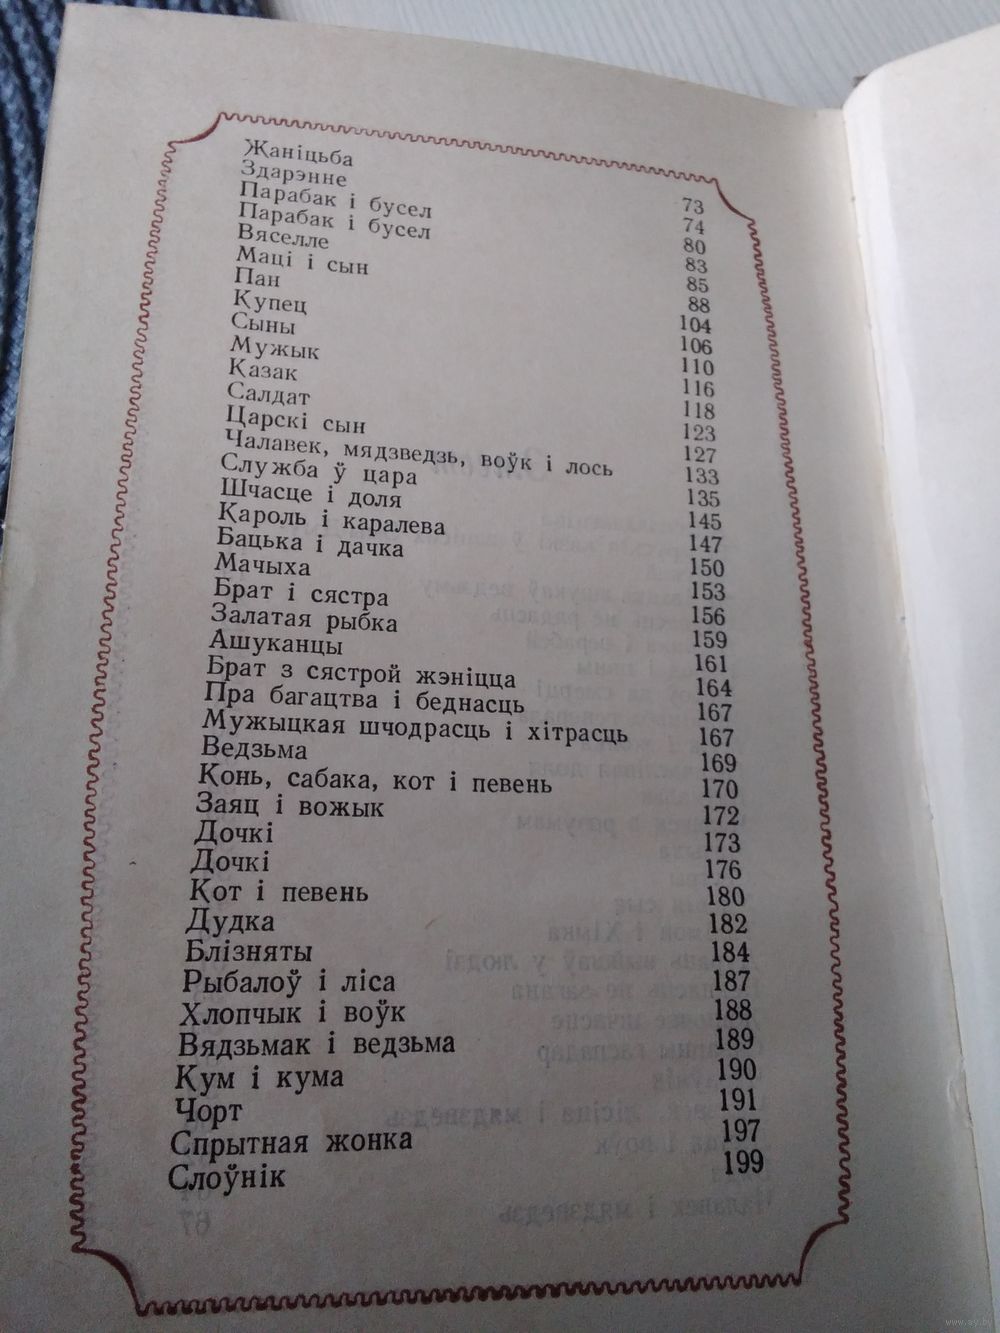 Жаніцьба 73
Здарэнне 74
Парабак і бусел 80
Парабак і бусел 83
Вяселле 85
Маці і сын 88
Пан 104
Купец 106
Сыны 110
Мужык 116
Казак 118
Салдат 123
Царскі сын 127
Чалавек, мядзведзь, воўк і лось 133
Служба ў цара 135
Шчасце і доля 145
Кароль і каралева 147
Бацька і дачка 150
Мачыха 153
Брат і сястра 156
Залатая рыбка 159
Ашуканцы 161
Брат з сястрой жэніцца 164
Пра багацтва і беднасць 167
Мужыцкая шчодрасць і хітрасць 167
Ведзьма 169
Конь, сабака, кот і певень 170
Заяц і вожык 172
Дочкі 173
Дочкі 176
Кот і певень 180
Дудка 182
Блізняты 184
Рыбалоў і ліса 187
Хлопчык і воўк 188
Вядзьмак і ведзьма 189
Кум і кума 190
Чорт 191
Спрытная жонка 197
Слоўнік 199
www.ay.by